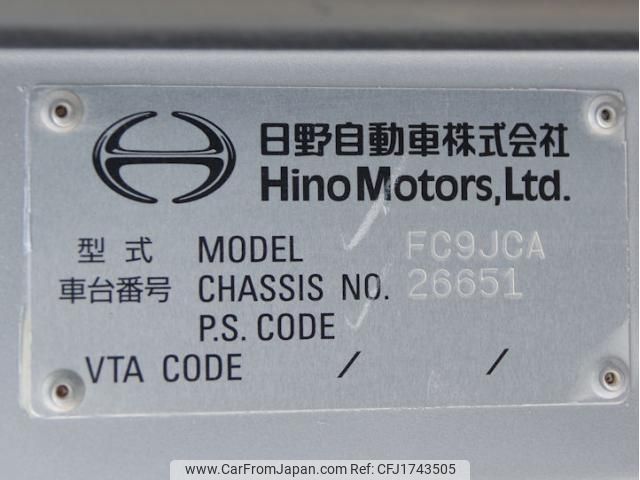 日野自動車株式会社
Hino Motors, Ltd.
型式 MODEL FC9JCA
車台番号 CHASSIS NO. 26651
P.S. CODE
VTA CODE / /
www.CarFromJapan.com | Ref:CFJ1743505